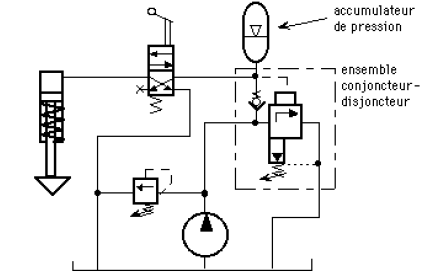 accumulateur
de pression
ensemble
conjoncteur-
disjoncteur